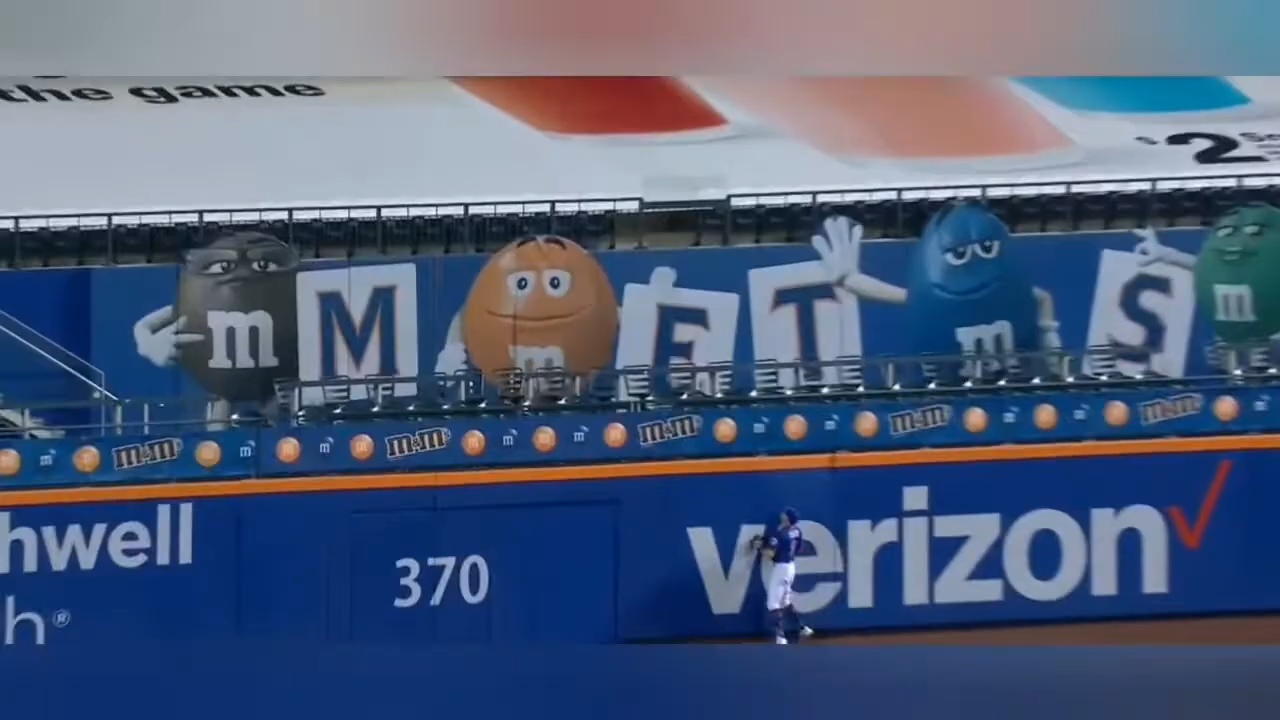 the game
$2
m M m E T m S m
m m&m's m m m&m's m m m&m's m m m&m's m m&m's m
hwell
h®
370
verizon